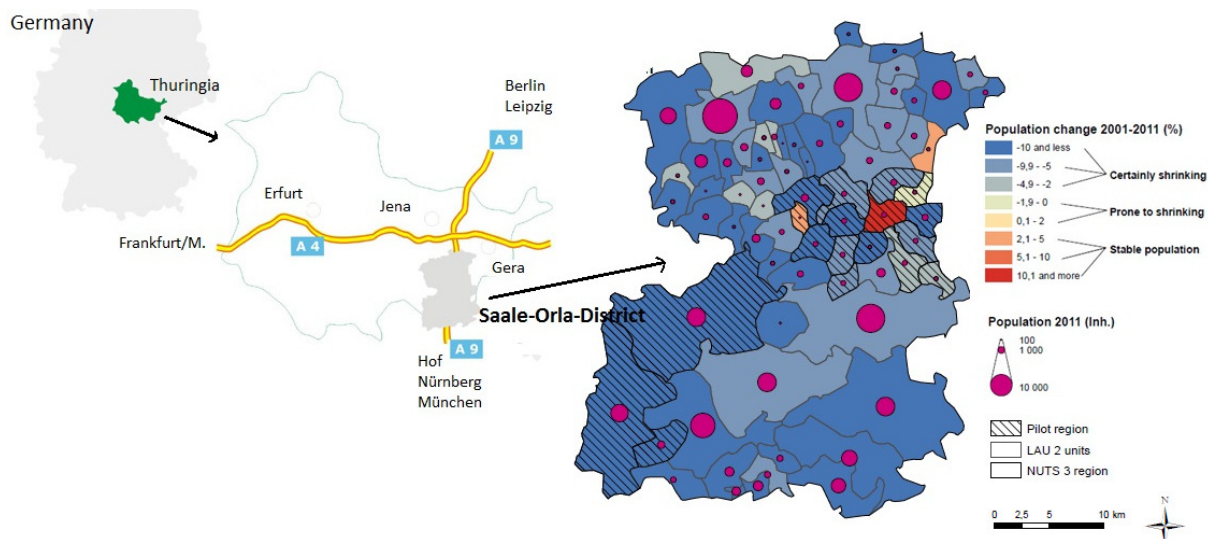 Germany
Thuringia
Berlin
Leipzig
A 9
Erfurt
Jena
Frankfurt/M.
A 4
Gera
Saale-Orla-District
A 9
Hof
Nürnberg
München
Population change 2001-2011 (%)
-10 and less
-9,9 - -5
-4,9 - -2
-1,9 - 0
0,1 - 2
2,1 - 5
5,1 - 10
10,1 and more
Certainly shrinking
Prone to shrinking
Stable population
Population 2011 (Inh.)
100
1 000
10 000
Pilot region
LAU 2 units
NUTS 3 region
0 2,5 5 10 km
N